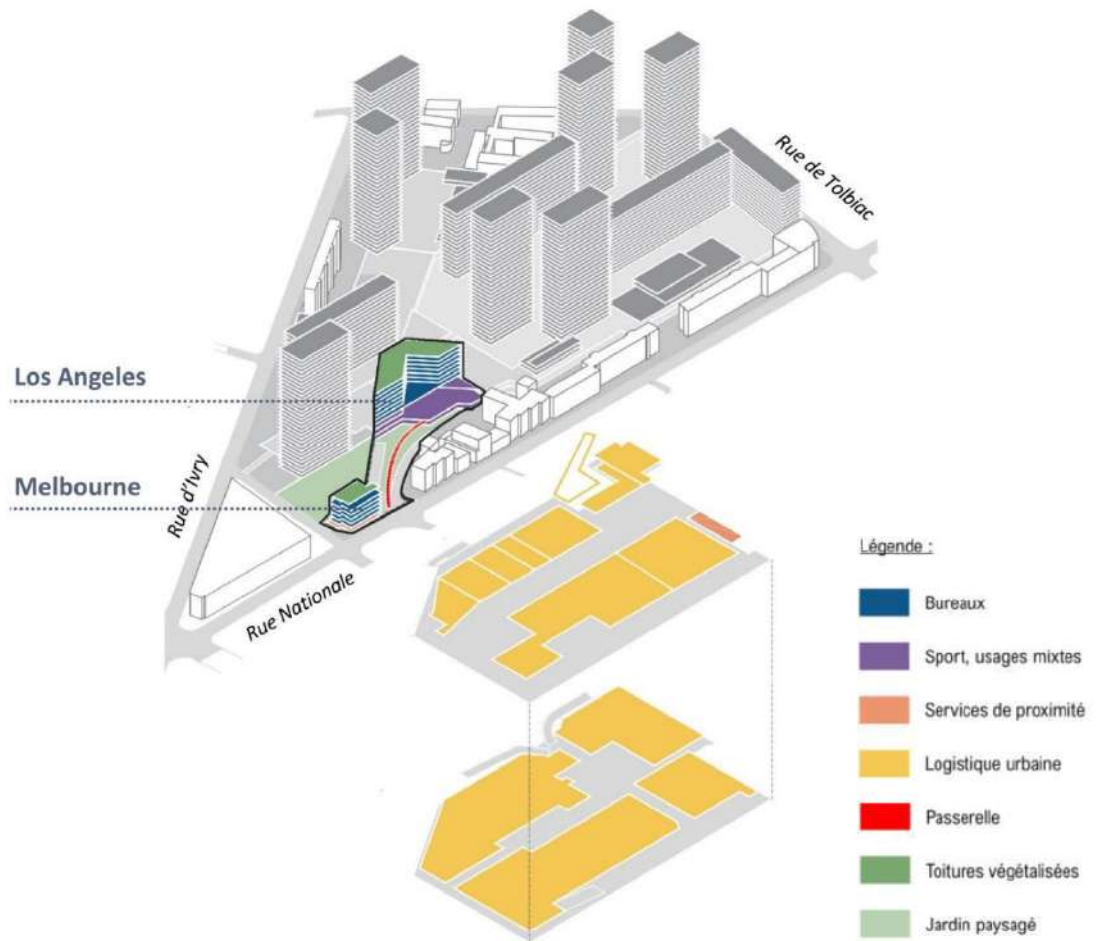 Rue de Tolbiac
Los Angeles
Melbourne
Rue d'Ivry
Rue Nationale
Légende :
Bureaux
Sport, usages mixtes
Services de proximité
Logistique urbaine
Passerelle
Toitures végétalisées
Jardin paysagé